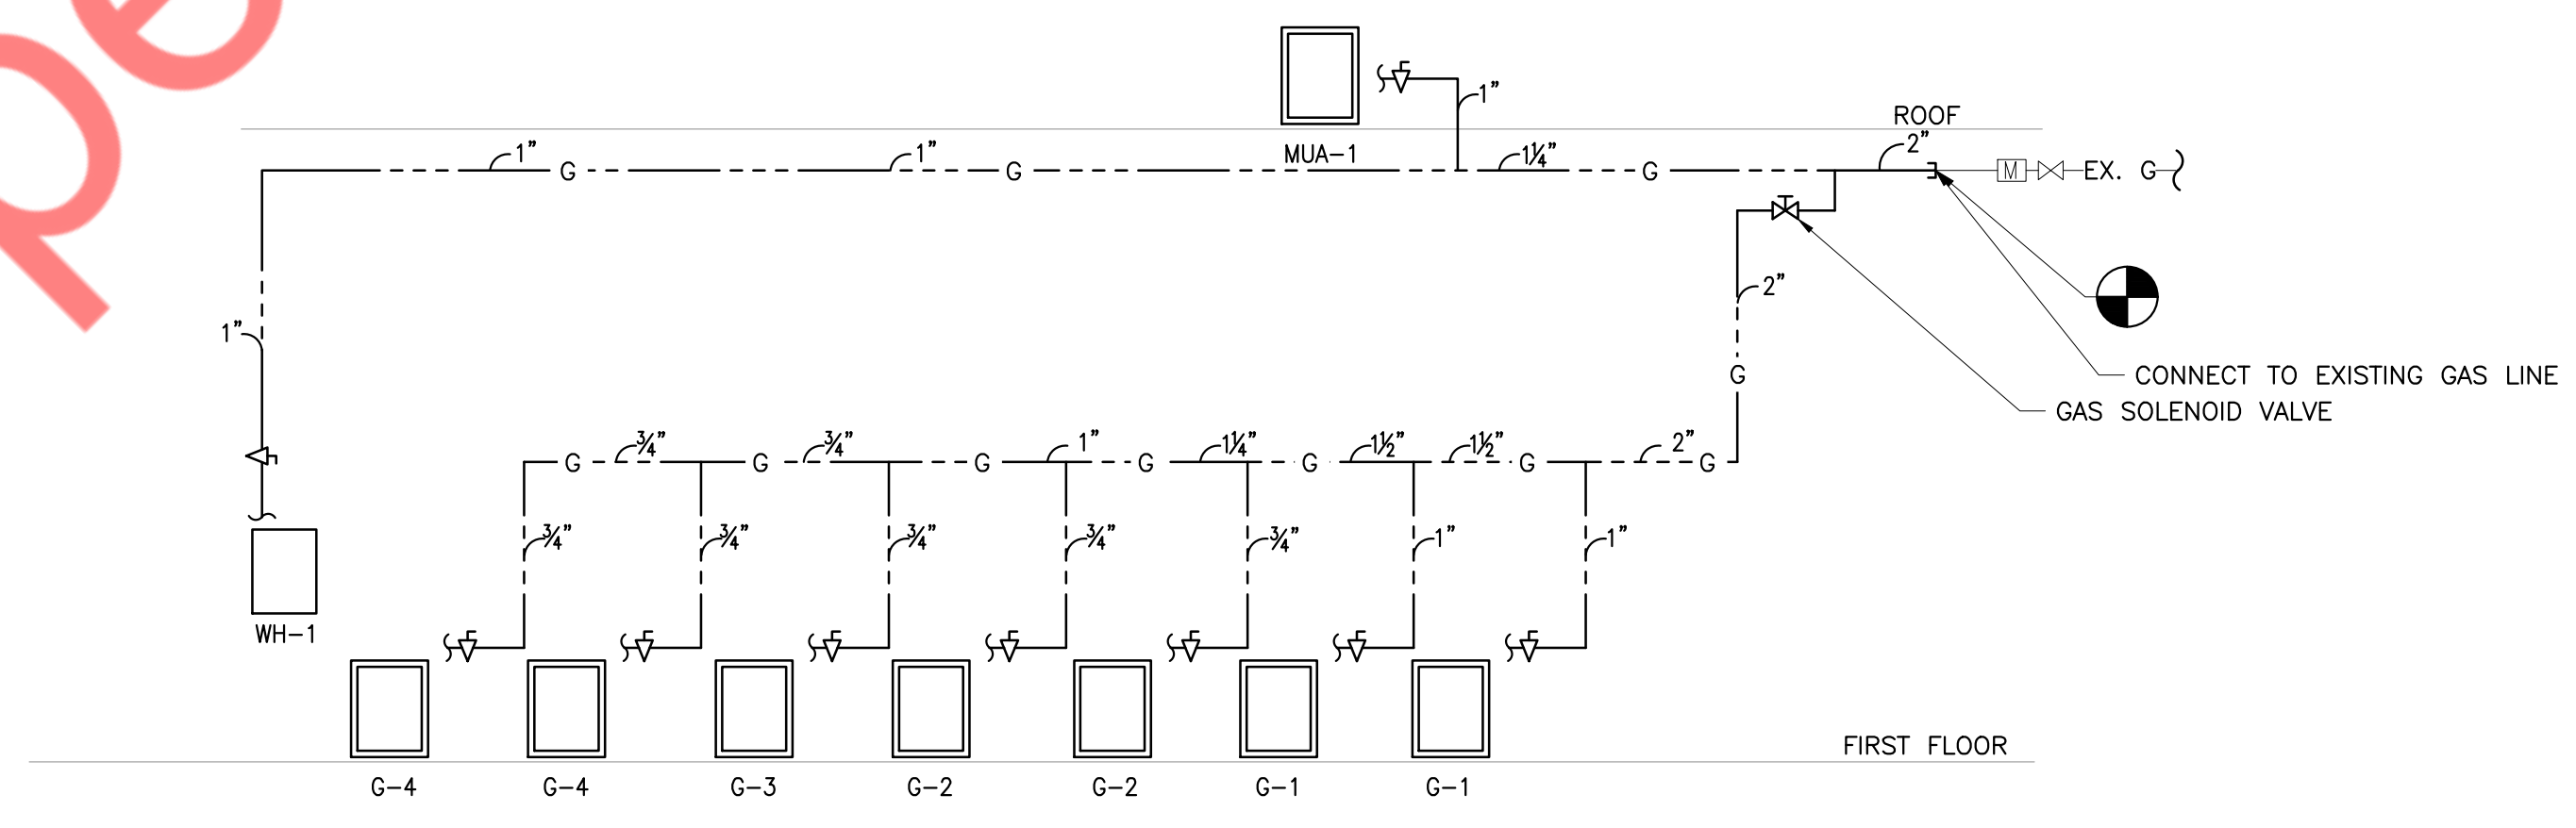 pe
1"
ROOF
1"
1"
MUA-1
1¼"
2"
G
G
G
M
EX. G
2"
1"
G
CONNECT TO EXISTING GAS LINE
GAS SOLENOID VALVE
¾"
¾"
1"
1¼"
1½"
1½"
2"
G
G
G
G
G
G
G
¾"
¾"
¾"
¾"
¾"
1"
1"
WH-1
FIRST FLOOR
G-4
G-4
G-3
G-2
G-2
G-1
G-1